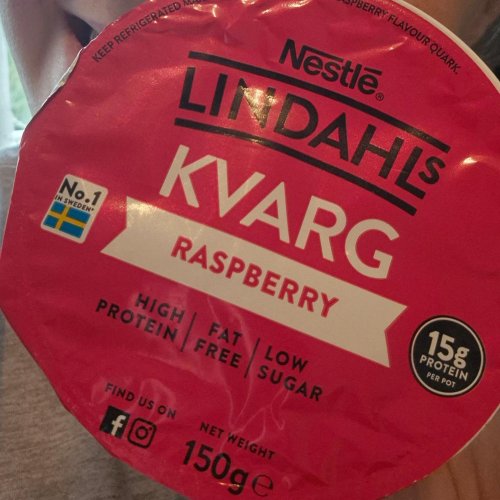 KEEP REFRIGERATED
RASPBERRY FLAVOUR QUARK.
Nestlé®
LINDAHLS
KVARG
RASPBERRY
No.1
IN SWEDEN*
HIGH PROTEIN | FAT FREE | LOW SUGAR
15g
PROTEIN
PER POT
FIND US ON
f
NET WEIGHT
150g℮